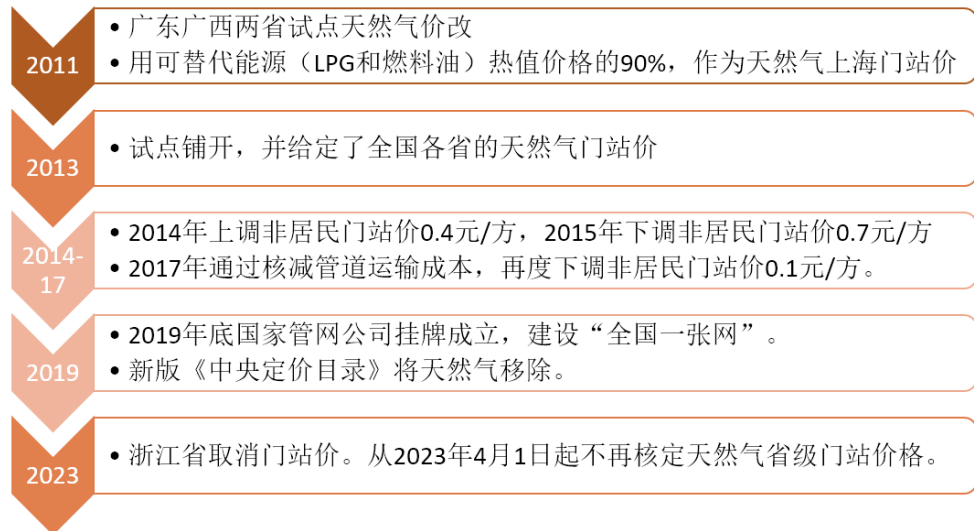 2011
• 广东广西两省试点天然气价改
• 用可替代能源（LPG和燃料油）热值价格的90%，作为天然气上海门站价
2013
• 试点铺开，并给定了全国各省的天然气门站价
2014-
17
• 2014年上调非居民门站价0.4元/方，2015年下调非居民门站价0.7元/方
• 2017年通过核减管道运输成本，再度下调非居民门站价0.1元/方。
2019
• 2019年底国家管网公司挂牌成立，建设“全国一张网”。
• 新版《中央定价目录》将天然气移除。
2023
• 浙江省取消门站价。从2023年4月1日起不再核定天然气省级门站价格。